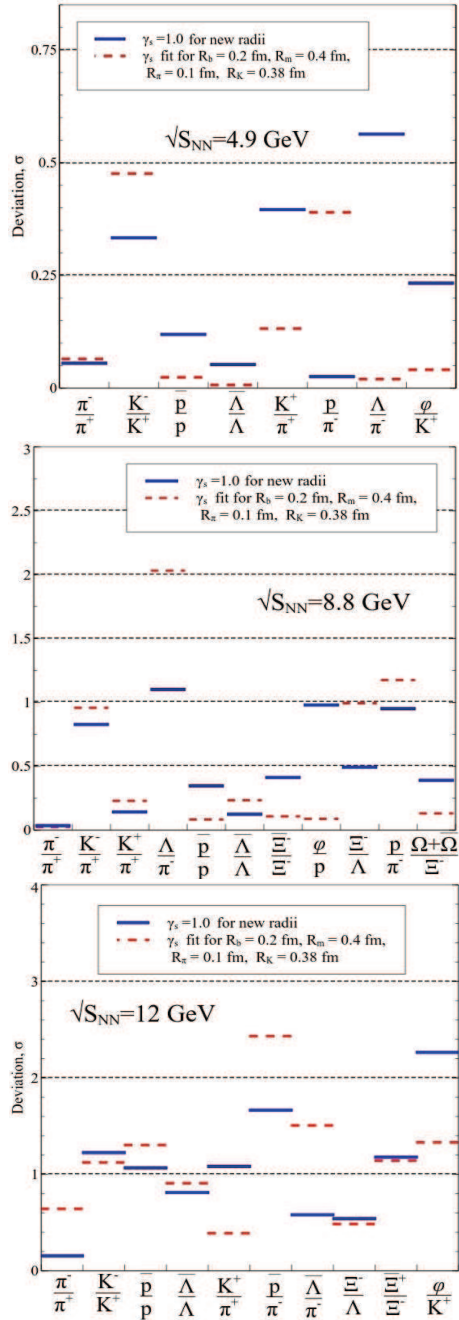 0.75
0.5
0.25
0
Deviation, σ
γs =1.0 for new radii
γs fit for Rb = 0.2 fm, Rm = 0.4 fm,
Rπ = 0.1 fm, RK = 0.38 fm
√SNN=4.9 GeV
π- K- p̅ Λ̅ K+ p Λ φ
π+ K+ p Λ π+ π- π- K+
3
2.5
2
1.5
1
0.5
0
γs =1.0 for new radii
γs fit for Rb = 0.2 fm, Rm = 0.4 fm,
Rπ = 0.1 fm, RK = 0.38 fm
√SNN=8.8 GeV
π- K- K+ Λ p̅ Λ̅ Ξ̅- φ Ξ- p Ω+Ω̅
π+ π+ π+ π- p Λ Ξ- p Λ π- Ξ-
4
3
2
1
0
Deviation, σ
γs =1.0 for new radii
γs fit for Rb = 0.2 fm, Rm = 0.4 fm,
Rπ = 0.1 fm, RK = 0.38 fm
√SNN=12 GeV
π- K- p̅ Λ̅ K+ p̅ Λ̅ Ξ- Ξ̅+ φ
π+ K+ p Λ π+ π- π- Λ Ξ- K+